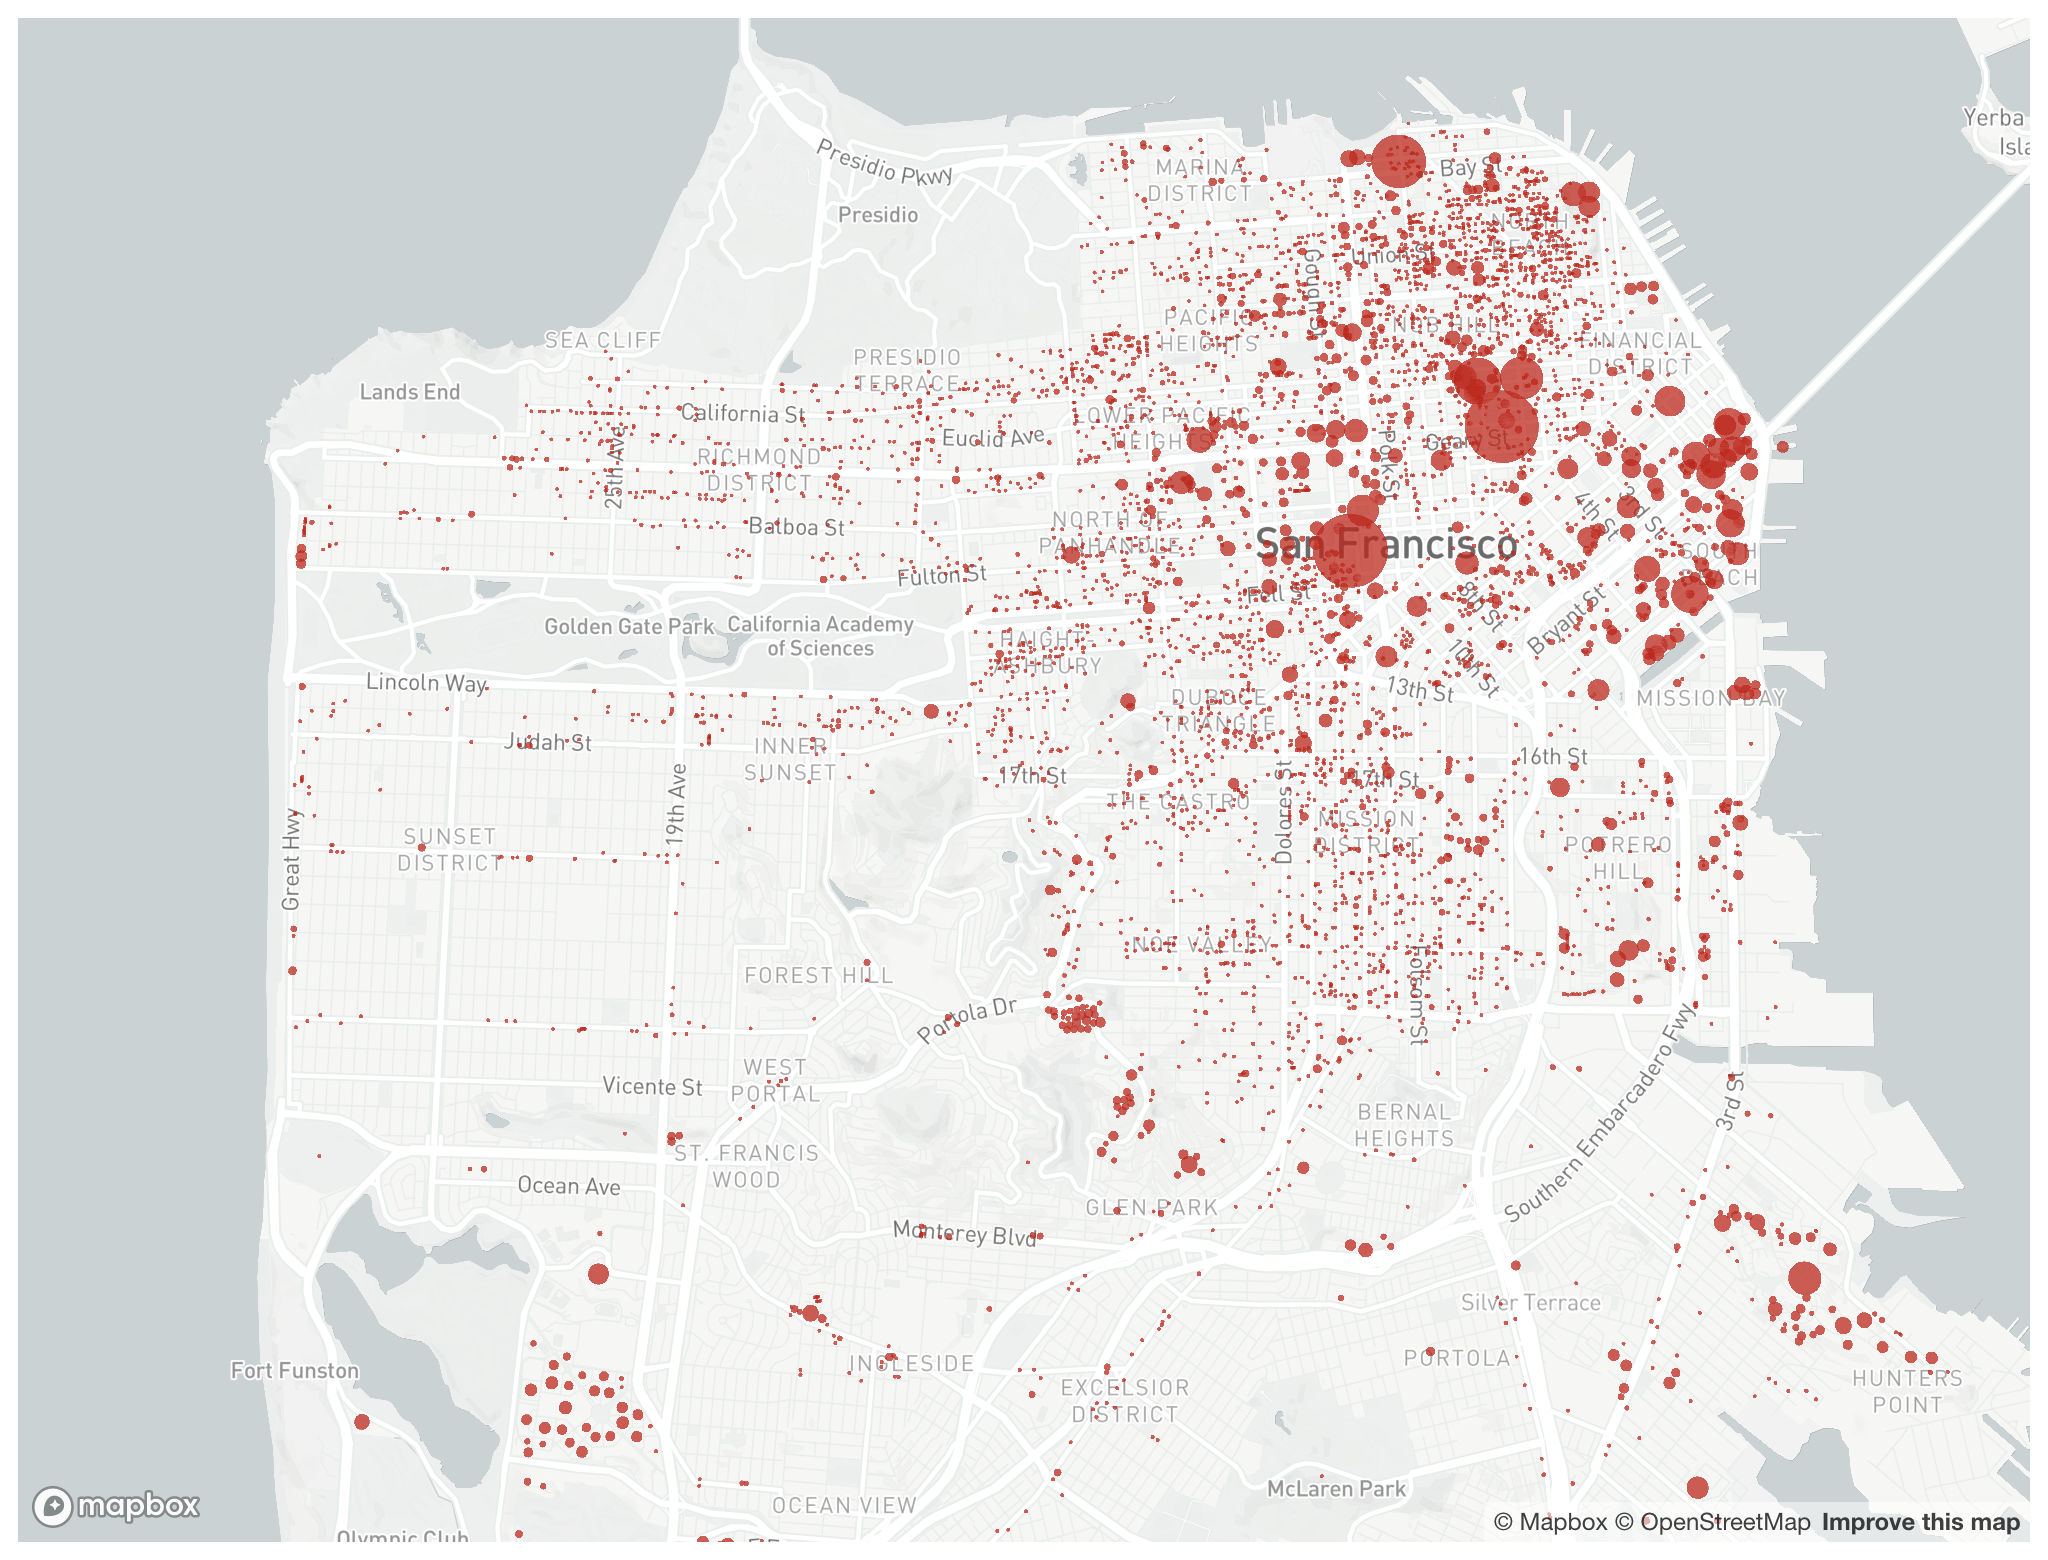 Yerba
Isla
Presidio Pkwy
MARINA
DISTRICT
Bay St
Presidio
NORTH
BEACH
Union St
Gough St
SEA CLIFF
PACIFIC
HEIGHTS
NOB HILL
FINANCIAL
DISTRICT
PRESIDIO
TERRACE
Lands End
California St
LOWER PACIFIC
HEIGHTS
Euclid Ave
Geary St
Polk St
25th Ave
RICHMOND
DISTRICT
4th St
3rd St
Balboa St
NORTH OF
PANHANDLE
San Francisco
SOUTH
BEACH
Fulton St
Fell St
8th St
Bryant St
Golden Gate Park
California Academy
of Sciences
HAIGHT-
ASHBURY
10th St
Lincoln Way
DUBOCE
TRIANGLE
13th St
MISSION BAY
Judah St
INNER
SUNSET
17th St
17th St
16th St
19th Ave
THE CASTRO
Dolores St
MISSION
DISTRICT
SUNSET
DISTRICT
Great Hwy
POTRERO
HILL
NOE VALLEY
FOREST HILL
Folsom St
Portola Dr
WEST
PORTAL
Vicente St
BERNAL
HEIGHTS
3rd St
Southern Embarcadero Fwy
ST. FRANCIS
WOOD
Ocean Ave
GLEN PARK
Monterey Blvd
Silver Terrace
Fort Funston
INGLESIDE
PORTOLA
EXCELSIOR
DISTRICT
HUNTERS
POINT
McLaren Park
mapbox
OCEAN VIEW
Olympic Club
© Mapbox © OpenStreetMap Improve this map